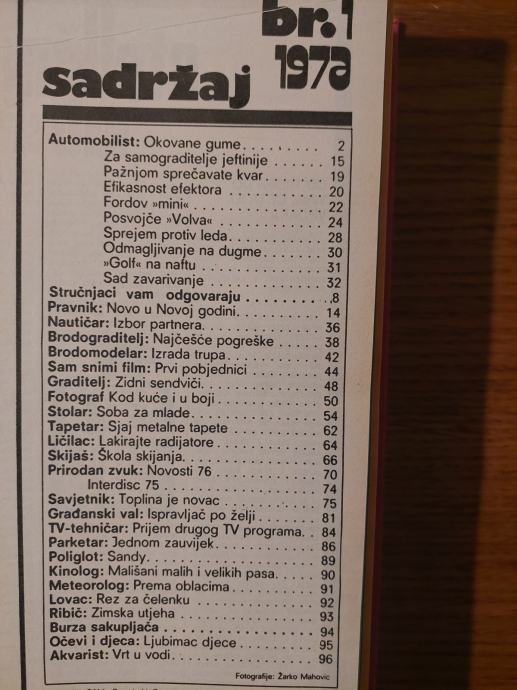 br. 1
1976
sadržaj
Automobilist: Okovane gume. . . . . . . . . 2
Za samograditelje jeftinije . . . . . . 15
Pažnjom sprečavate kvar. . . . . . . 19
Efikasnost efektora . . . . . . . . . . . 20
Fordov »mini« . . . . . . . . . . . . . . . 22
Posvojče »Volva« . . . . . . . . . . . . 24
Sprejem protiv leda. . . . . . . . . . . 28
Odmagljivanje na dugme. . . . . . . 30
»Golf« na naftu . . . . . . . . . . . . . . 31
Sad zavarivanje . . . . . . . . . . . . . 32
Stručnjaci vam odgovaraju . . . . . . . . . 8
Pravnik: Novo u Novoj godini. . . . . . . . . 14
Nautičar: Izbor partnera. . . . . . . . . . . . . 36
Brodograditelj: Najčešće pogreške . . . . . 38
Brodomodelar: Izrada trupa. . . . . . . . . . 42
Sam snimi film: Prvi pobjednici . . . . . . . 44
Graditelj: Zidni sendviči. . . . . . . . . . . . . 48
Fotograf Kod kuće i u boji . . . . . . . . . . . 50
Stolar: Soba za mlade. . . . . . . . . . . . . . 54
Tapetar: Sjaj metalne tapete . . . . . . . . . 62
Ličilac: Lakirajte radijatore . . . . . . . . . . . 64
Skijaš: Škola skijanja. . . . . . . . . . . . . . . 66
Prirodan zvuk: Novosti 76 . . . . . . . . . . . 70
Interdisc 75 . . . . . . . . . . . . . . . 74
Savjetnik: Toplina je novac . . . . . . . . . . 75
Građanski val: Ispravljač po želji . . . . . . . 81
TV-tehničar: Prijem drugog TV programa. . 84
Parketar: Jednom zauvijek. . . . . . . . . . . 86
Poliglot: Sandy. . . . . . . . . . . . . . . . . . . 89
Kinolog: Mališani malih i velikih pasa. . . . 90
Meteorolog: Prema oblacima . . . . . . . . . 91
Lovac: Rez za čelenku . . . . . . . . . . . . . 92
Ribič: Zimska utjeha . . . . . . . . . . . . . . . 93
Burza sakupljača . . . . . . . . . . . . . . . . . 94
Očevi i djeca: Ljubimac djece . . . . . . . . . 95
Akvarist: Vrt u vodi. . . . . . . . . . . . . . . . 96
Fotografije: Žarko Mahovic